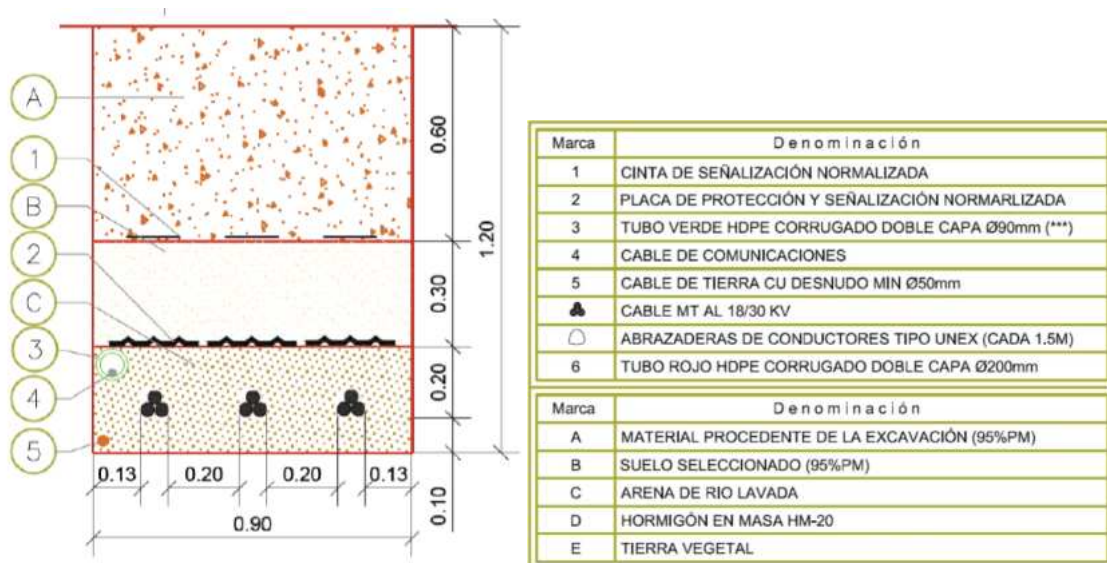 A
1
B
2
C
3
4
5
0.60
0.30
0.20
0.10
1.20
0.13
0.20
0.20
0.13
0.90
Marca Denominación
1 CINTA DE SEÑALIZACIÓN NORMALIZADA
2 PLACA DE PROTECCIÓN Y SEÑALIZACIÓN NORMARLIZADA
3 TUBO VERDE HDPE CORRUGADO DOBLE CAPA Ø90mm (***)
4 CABLE DE COMUNICACIONES
5 CABLE DE TIERRA CU DESNUDO MIN Ø50mm
CABLE MT AL 18/30 KV
ABRAZADERAS DE CONDUCTORES TIPO UNEX (CADA 1.5M)
6 TUBO ROJO HDPE CORRUGADO DOBLE CAPA Ø200mm
Marca Denominación
A MATERIAL PROCEDENTE DE LA EXCAVACIÓN (95%PM)
B SUELO SELECCIONADO (95%PM)
C ARENA DE RIO LAVADA
D HORMIGÓN EN MASA HM-20
E TIERRA VEGETAL